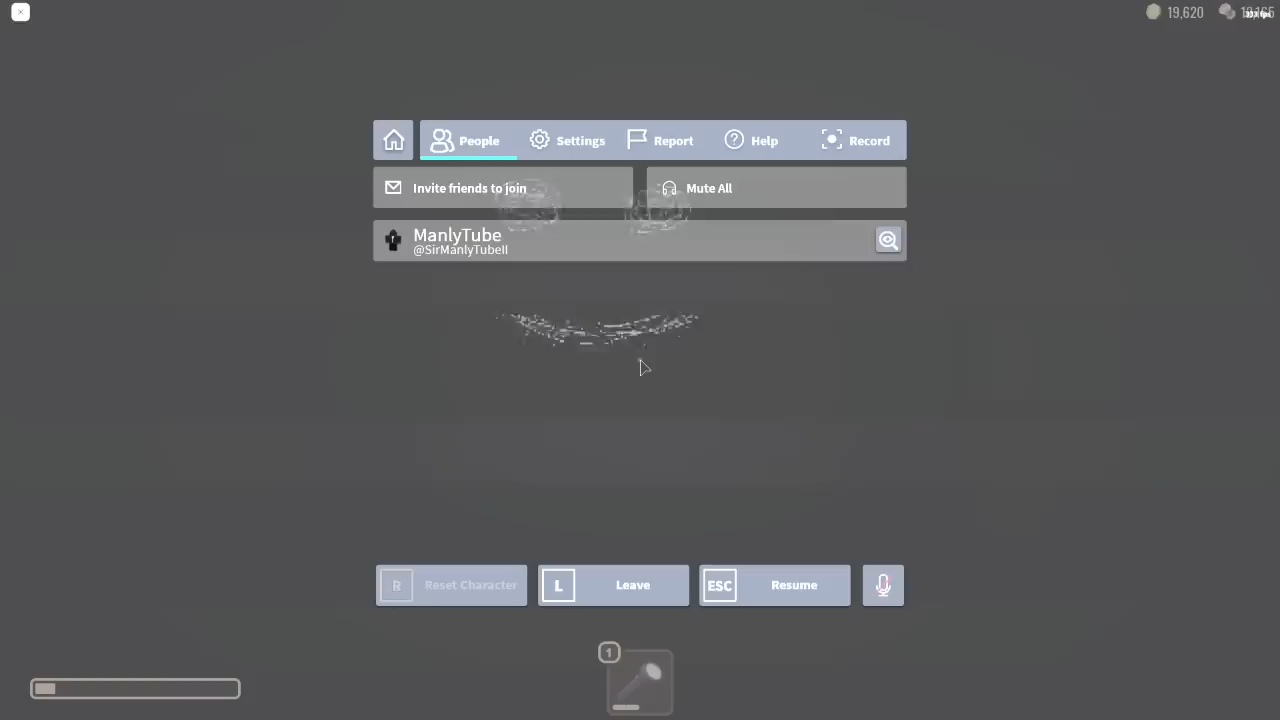 19,620
People
Settings
Report
Help
Record
Invite friends to join
Mute All
ManlyTube
@SirManlyTubeII
R
Reset Character
L
Leave
ESC
Resume
1